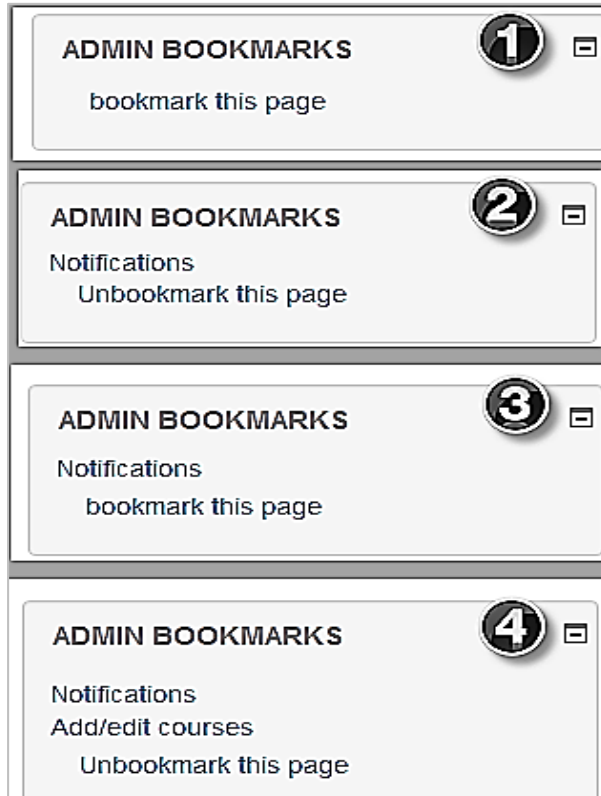 ADMIN BOOKMARKS 1
bookmark this page
ADMIN BOOKMARKS 2
Notifications
Unbookmark this page
ADMIN BOOKMARKS 3
Notifications
bookmark this page
ADMIN BOOKMARKS 4
Notifications
Add/edit courses
Unbookmark this page